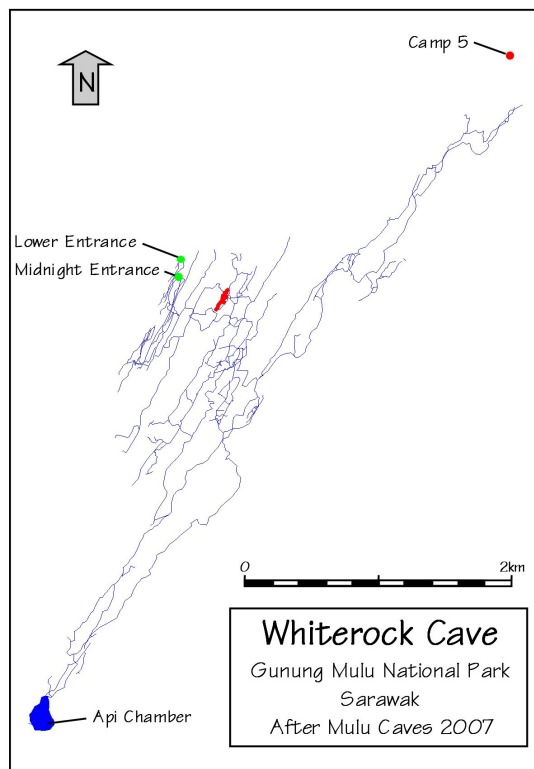 Camp 5
N
Lower Entrance
Midnight Entrance
0 2km
Whiterock Cave
Gunung Mulu National Park
Sarawak
After Mulu Caves 2007
Api Chamber